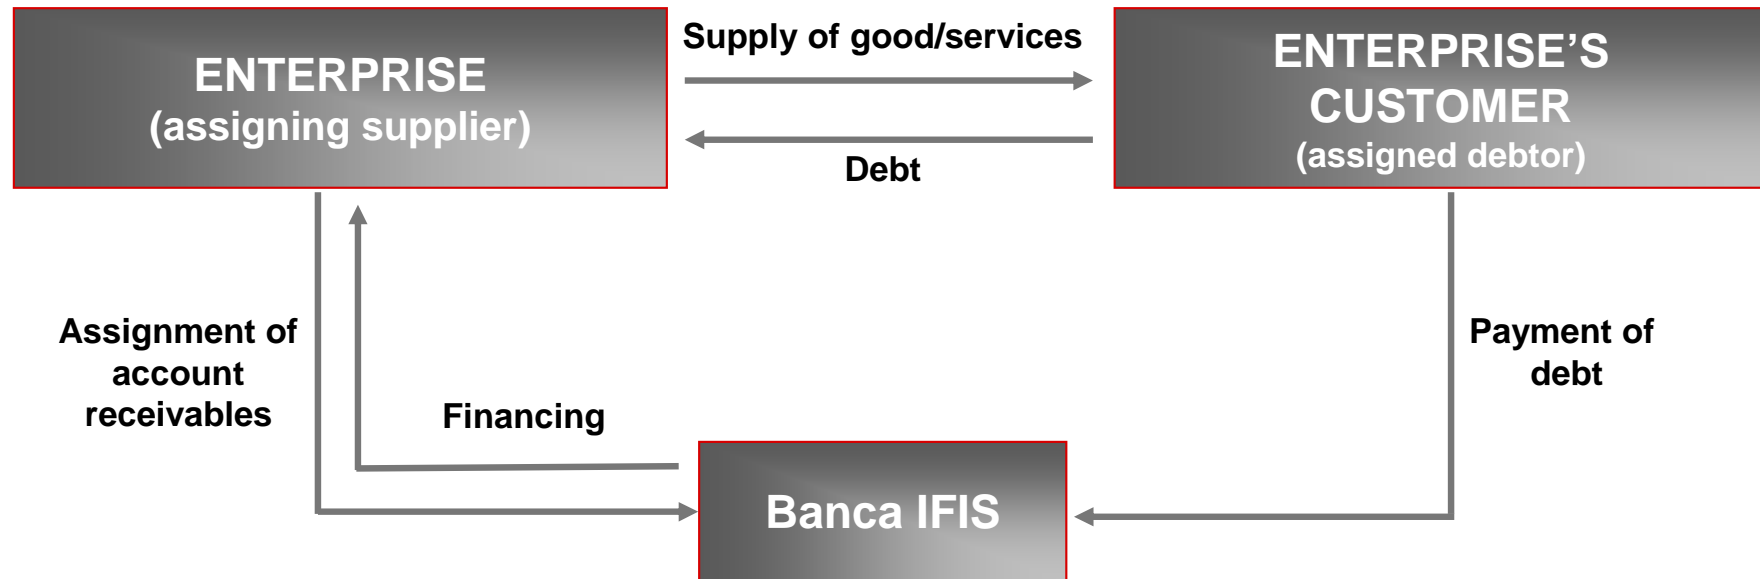 ENTERPRISE
(assigning supplier)
Supply of good/services
Debt
ENTERPRISE’S
CUSTOMER
(assigned debtor)
Assignment of
account
receivables
Financing
Payment of
debt
Banca IFIS